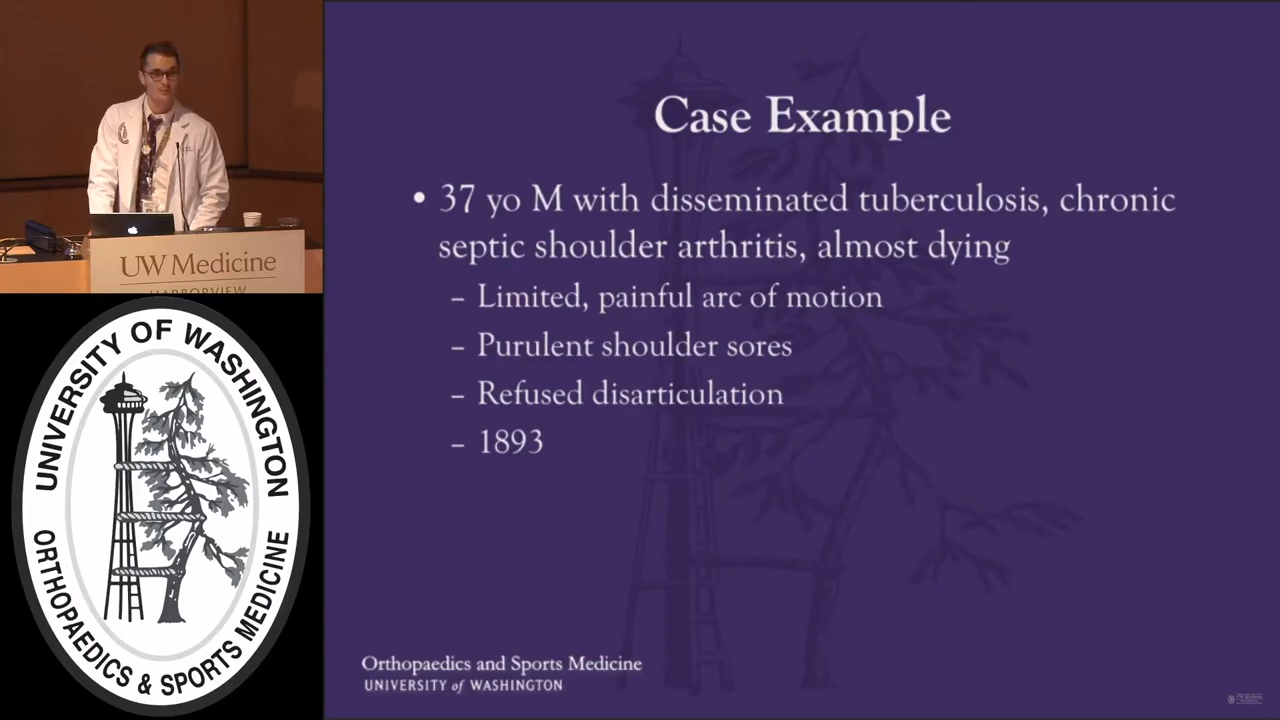 Case Example
• 37 yo M with disseminated tuberculosis, chronic
septic shoulder arthritis, almost dying
– Limited, painful arc of motion
– Purulent shoulder sores
– Refused disarticulation
– 1893
Orthopaedics and Sports Medicine
UNIVERSITY of WASHINGTON
UW Medicine
HARBORVIEW
UNIVERSITY OF WASHINGTON
ORTHOPAEDICS & SPORTS MEDICINE